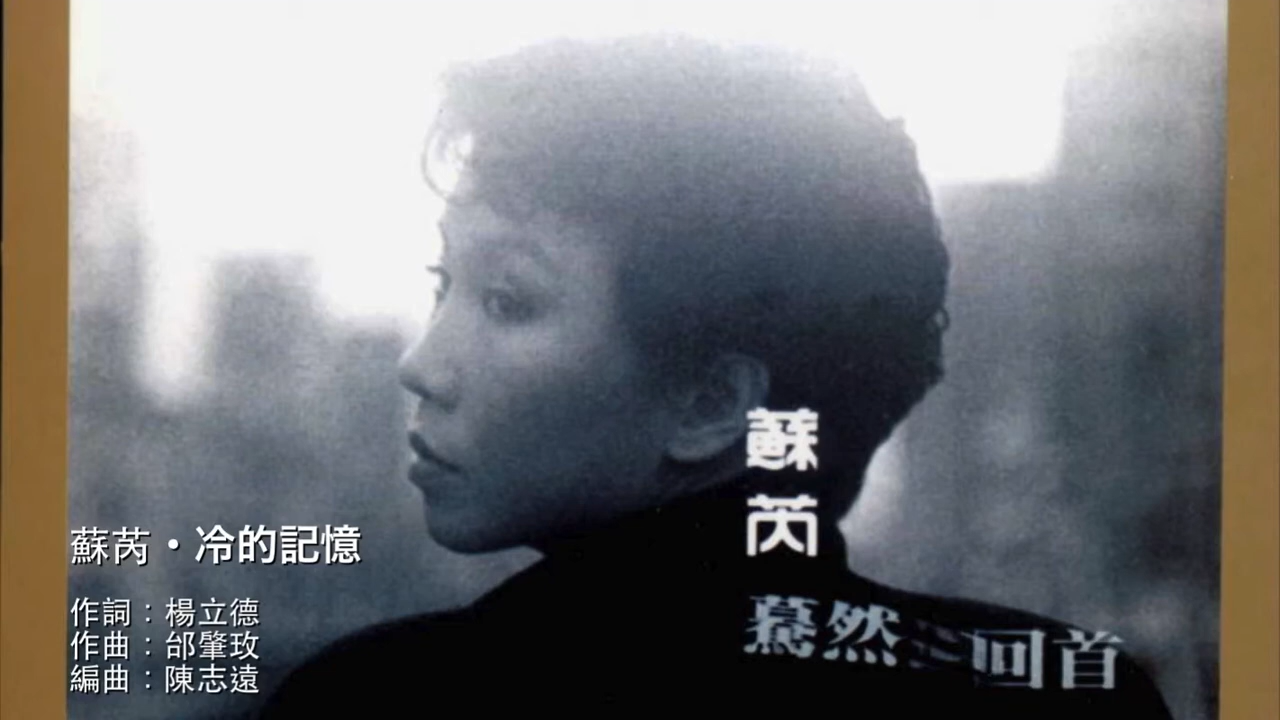 蘇芮
驀然回首
蘇芮·冷的記憶
作詞：楊立德
作曲：邰肇玫
編曲：陳志遠